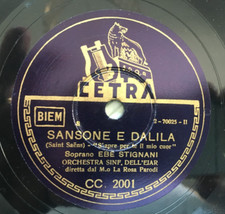 CETRA
BIEM
2-70025-II
SANSONE E DALILA
(Saint Saëns) - "S'apre per te il mio cuor"
Soprano EBE STIGNANI
ORCHESTRA SINF. DELL'EIAR
diretta dal M.o La Rosa Parodi
CC. 2001